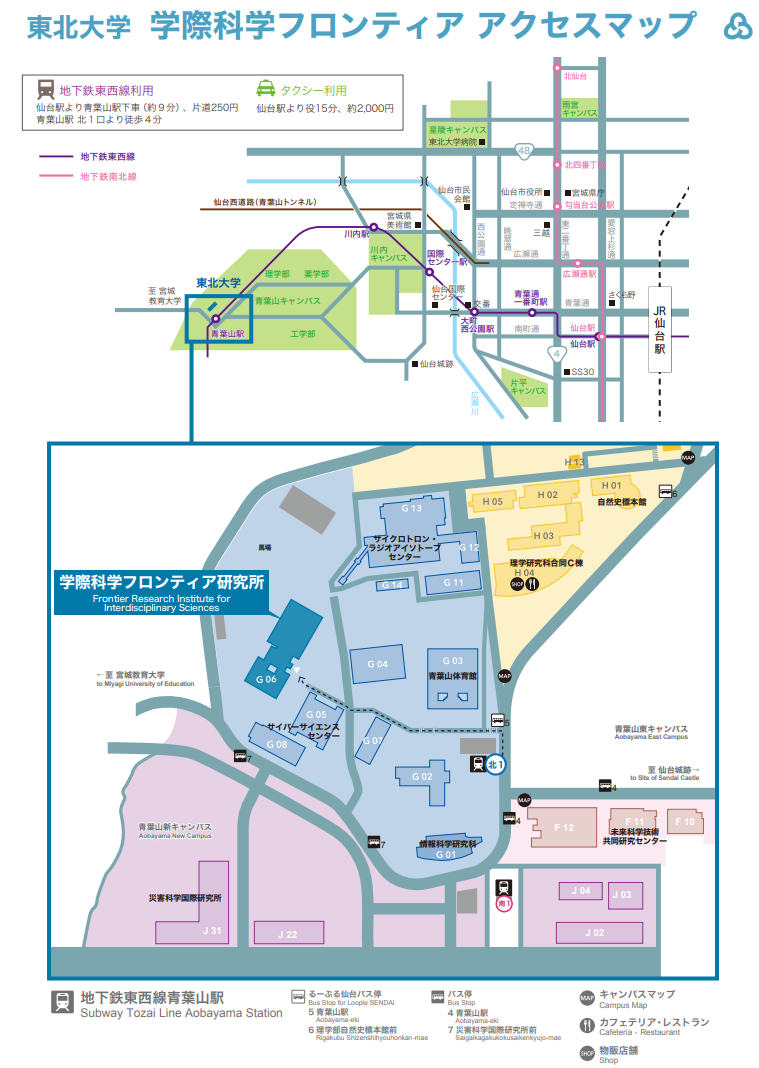 東北大学 学際科学フロンティア アクセスマップ
地下鉄東西線利用
仙台駅より青葉山駅下車（約９分）、片道250円
青葉山駅 北１口より徒歩４分
タクシー利用
仙台駅より役15分、約2,000円
地下鉄東西線
地下鉄南北線
北仙台
雨宮
キャンパス
星陵キャンパス
東北大学病院
48
北四番丁
仙台市民
会館
仙台市役所
宮城県庁
定禅寺通
勾当台公園駅
仙台西道路（青葉山トンネル）
宮城県
美術館
川内駅
西公園通
晩翠通
三越
東二番丁通
愛宕上杉通
広瀬通
広瀬通駅
川内
キャンパス
国際
センター駅
東北大学
理学部
薬学部
至 宮城
教育大学
青葉山キャンパス
仙台国際
センター
交番
青葉通
一番町駅
青葉通
さくら野
JR仙台駅
青葉山駅
工学部
大町
西公園駅
南町通
仙台駅
仙台駅
4
仙台城跡
SS30
広瀬川
片平
キャンパス
H 13
MAP
H 05
H 02
H 01
6
自然史標本館
G 13
馬場
サイクロトロン・
ラジオアイソトープ
センター
G 12
H 03
理学研究科合同C棟
H 04
SHOP
G 14
G 11
学際科学フロンティア研究所
Frontier Research Institute for
Interdisciplinary Sciences
G 04
G 03
青葉山体育館
MAP
←至 宮城教育大学
to Miyagi University of Education
G 06
G 05
サイバーサイエンス
センター
G 08
G 07
5
青葉山東キャンパス
Aobayama East Campus
7
北1
G 02
至 仙台城跡→
to Site of Sendai Castle
4
MAP
4
F 12
F 11
F 10
未来科学技術
共同研究センター
青葉山新キャンパス
Aobayama New Campus
7
情報科学研究科
G 01
災害科学国際研究所
J 31
J 22
南1
J 04
J 03
J 02
地下鉄東西線青葉山駅
Subway Tozai Line Aobayama Station
るーぷる仙台バス停
Bus Stop for Loople SENDAI
5 青葉山駅
Aobayama-eki
6 理学部自然史標本館前
Rigakubu Shizenshihyouhonkan-mae
バス停
Bus Stop
4 青葉山駅
Aobayama-eki
7 災害科学国際研究所前
Saigaikagakukokusaikenkyujo-mae
MAP
キャンパスマップ
Campus Map
カフェテリア・レストラン
Cafeteria・Restaurant
SHOP
物販店舗
Shop